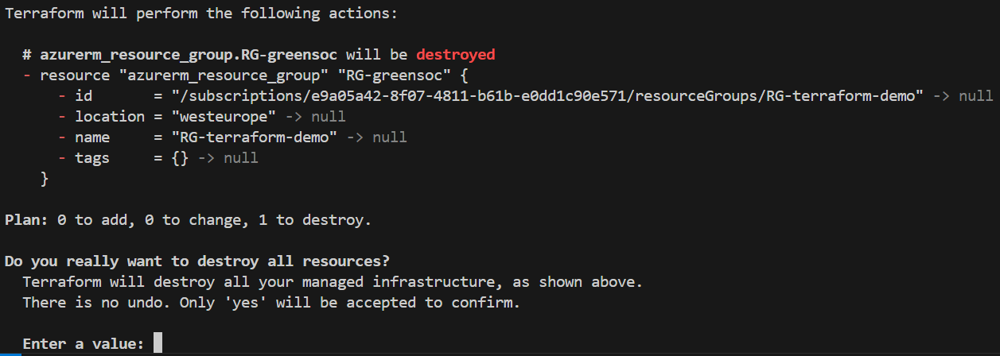 Terraform will perform the following actions:
# azurerm_resource_group.RG-greensoc will be destroyed
- resource "azurerm_resource_group" "RG-greensoc" {
- id       = "/subscriptions/e9a05a42-8f07-4811-b61b-e0dd1c90e571/resourceGroups/RG-terraform-demo" -> null
- location = "westeurope" -> null
- name     = "RG-terraform-demo" -> null
- tags     = {} -> null
}
Plan: 0 to add, 0 to change, 1 to destroy.
Do you really want to destroy all resources?
Terraform will destroy all your managed infrastructure, as shown above.
There is no undo. Only 'yes' will be accepted to confirm.
Enter a value: